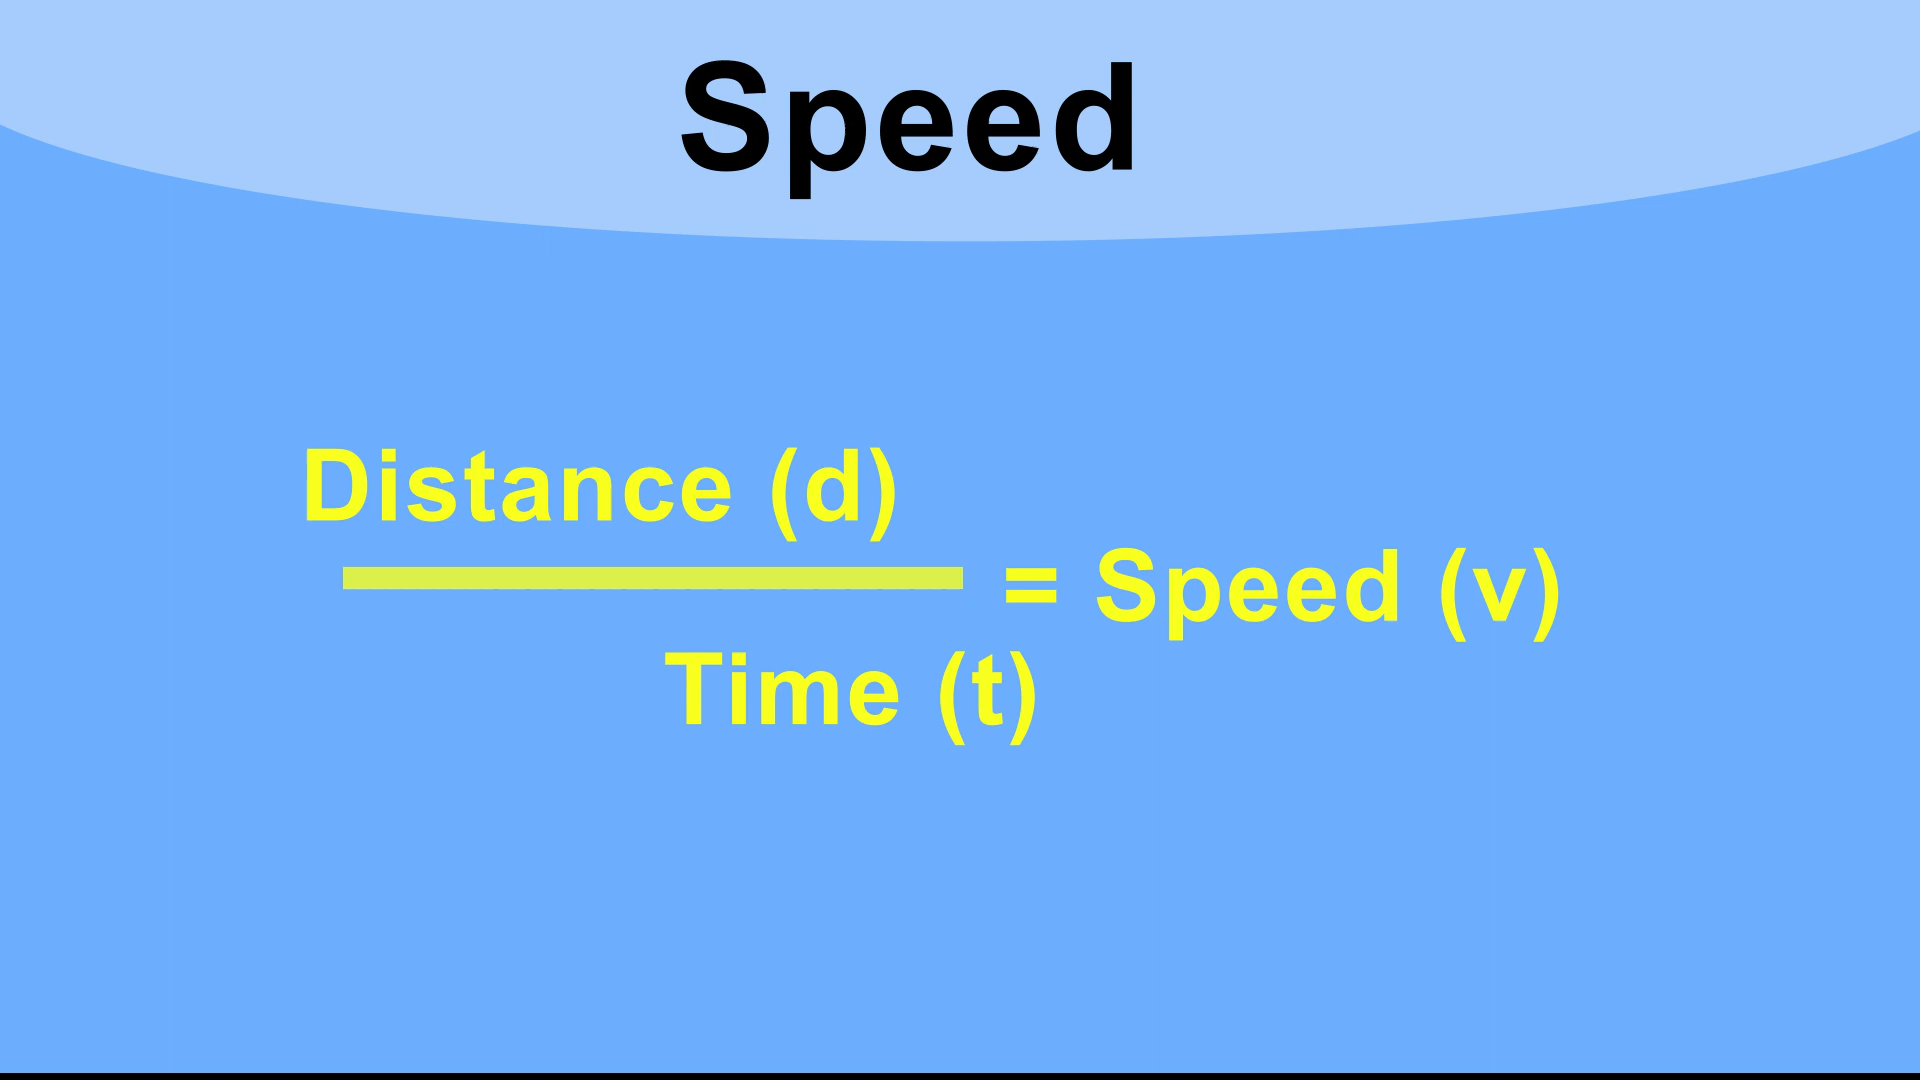 Speed
Distance (d)
= Speed (v)
Time (t)